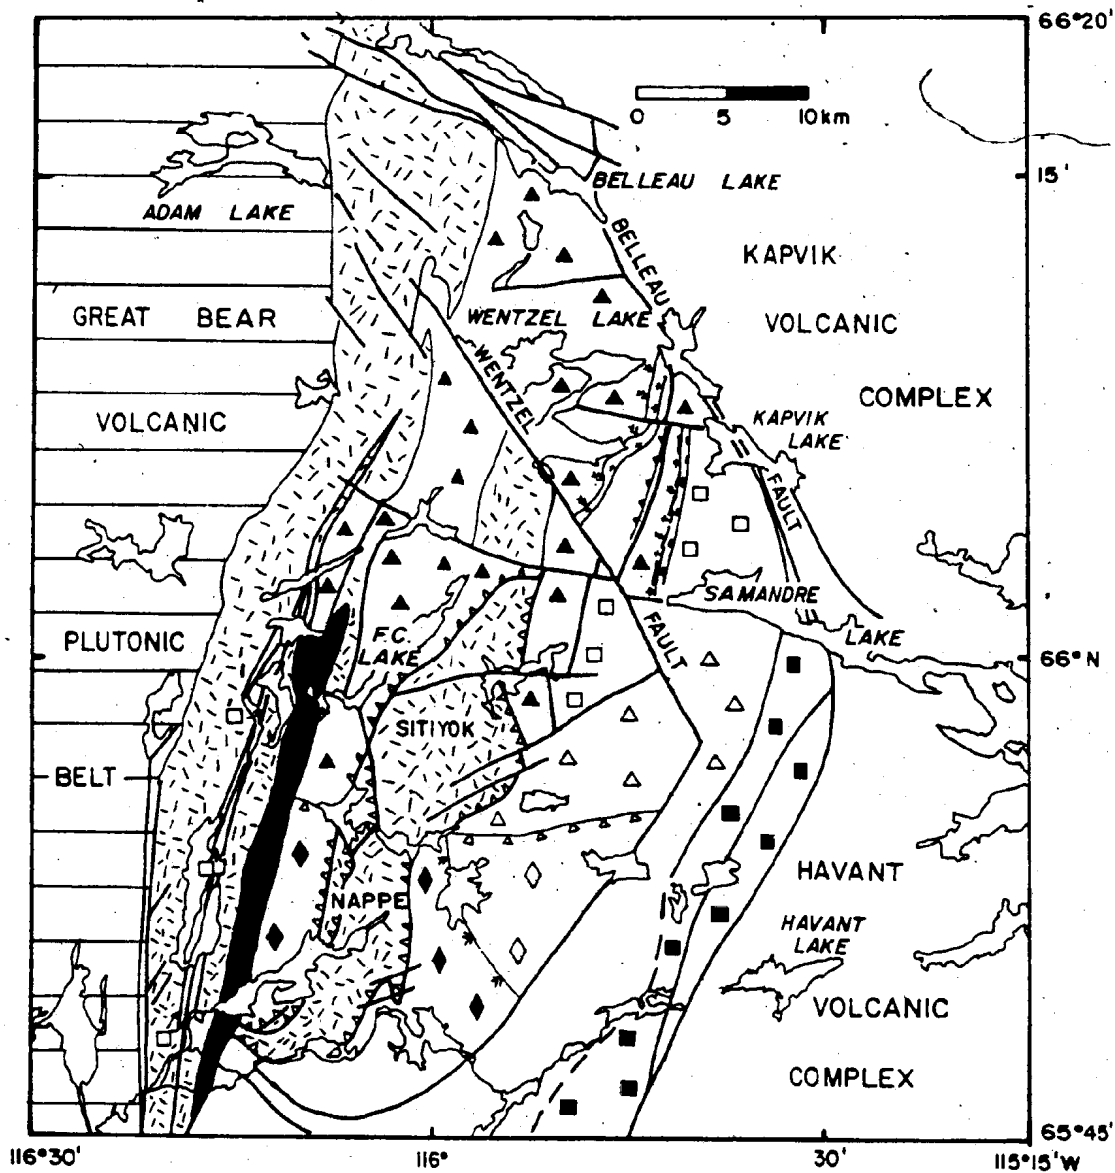 66°20'
0 5 10km
15'
BELLEAU LAKE
ADAM LAKE
BELLEAU
KAPVIK
GREAT BEAR
WENTZEL LAKE
VOLCANIC
WENTZEL
COMPLEX
VOLCANIC
KAPVIK
LAKE
FAULT
SAMANDRE
LAKE
PLUTONIC
F.C.
LAKE
FAULT
66°N
SITIYOK
BELT
HAVANT
NAPPE
HAVANT
LAKE
VOLCANIC
COMPLEX
65°45'
116°30' 116° 30' 115°15'W